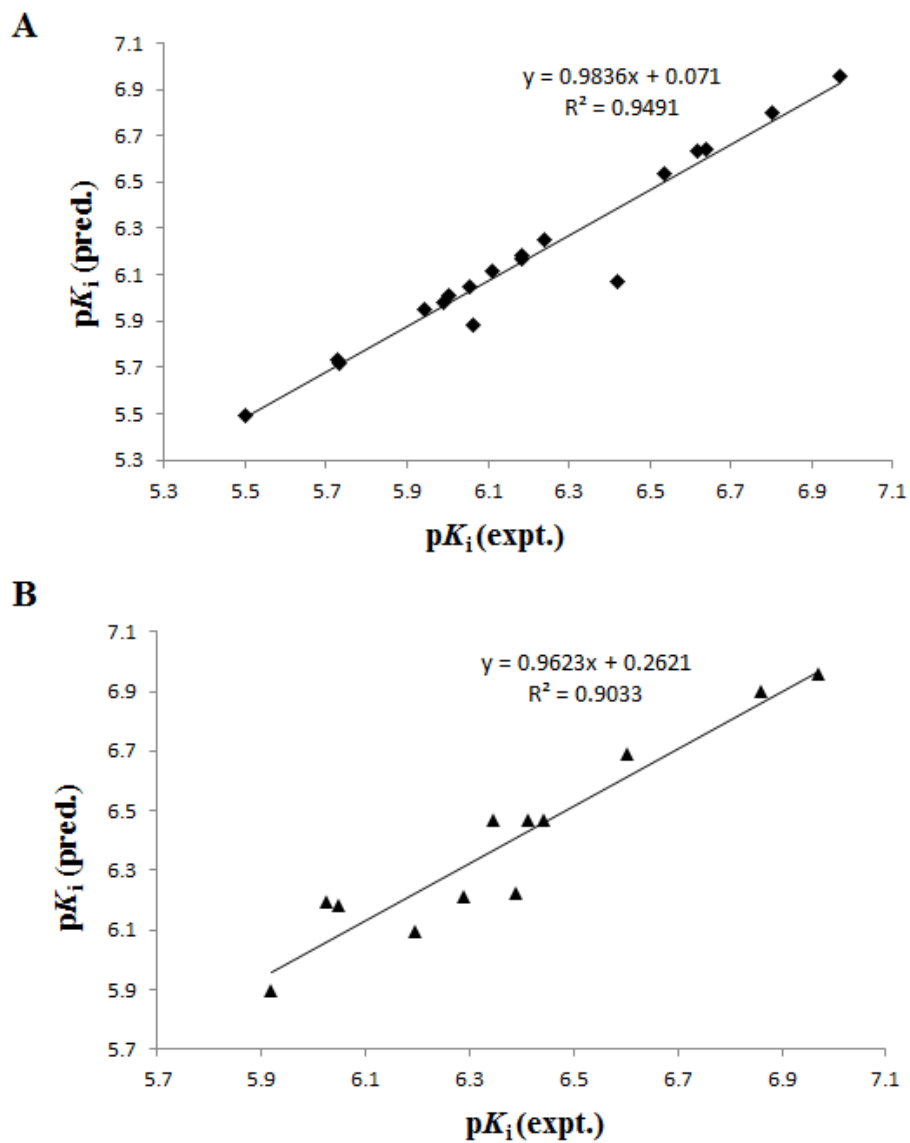 A
7.1
6.9
6.7
6.5
6.3
6.1
5.9
5.7
5.5
5.3
pKi (pred.)
y = 0.9836x + 0.071
R² = 0.9491
5.3 5.5 5.7 5.9 6.1 6.3 6.5 6.7 6.9 7.1
pKi (expt.)
B
7.1
6.9
6.7
6.5
6.3
6.1
5.9
5.7
pKi (pred.)
y = 0.9623x + 0.2621
R² = 0.9033
5.7 5.9 6.1 6.3 6.5 6.7 6.9 7.1
pKi (expt.)